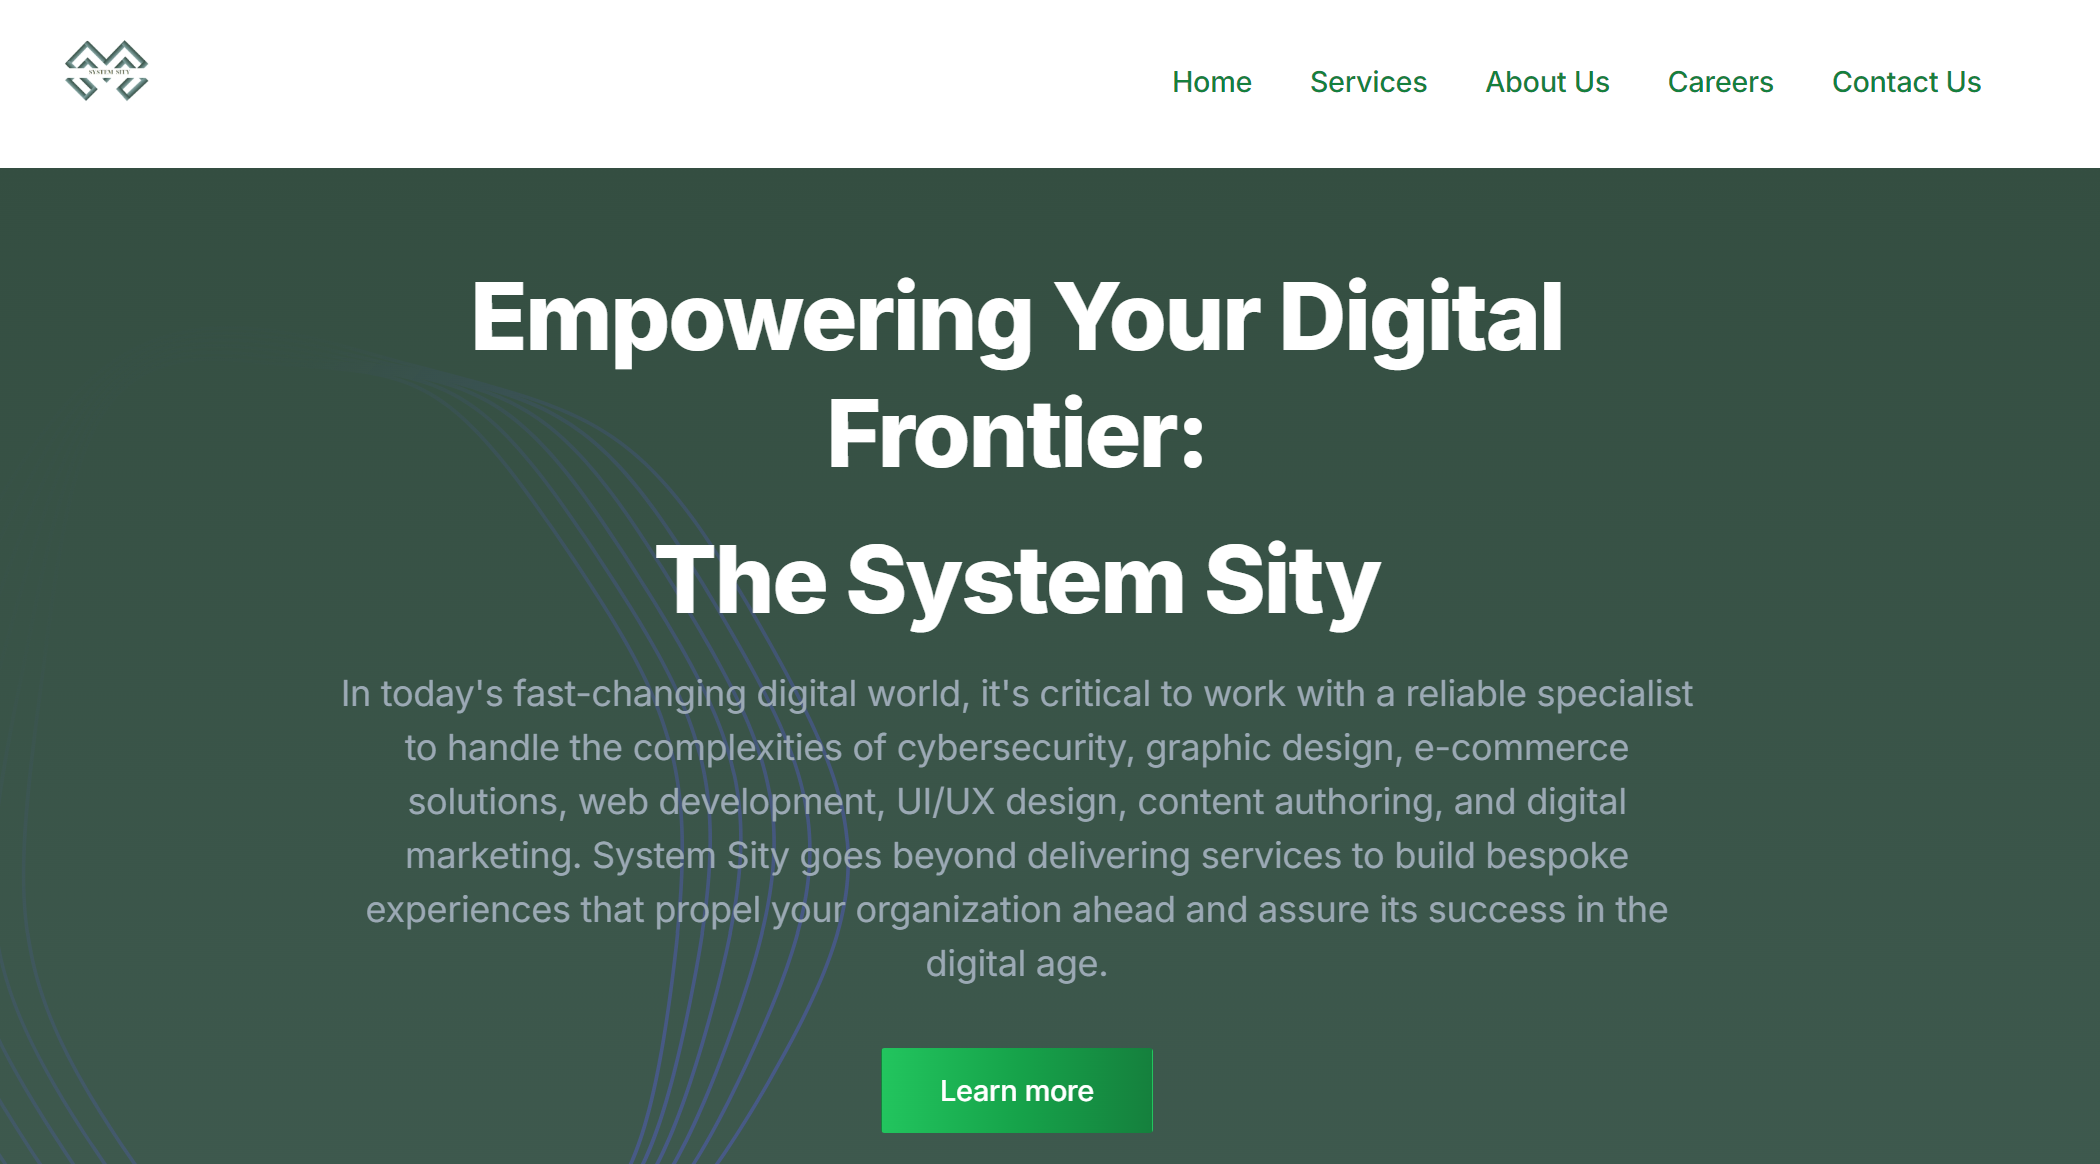 SYSTEM SITY
Home Services About Us Careers Contact Us
Empowering Your Digital
Frontier:
The System Sity
In today's fast-changing digital world, it's critical to work with a reliable specialist
to handle the complexities of cybersecurity, graphic design, e-commerce
solutions, web development, UI/UX design, content authoring, and digital
marketing. System Sity goes beyond delivering services to build bespoke
experiences that propel your organization ahead and assure its success in the
digital age.
Learn more